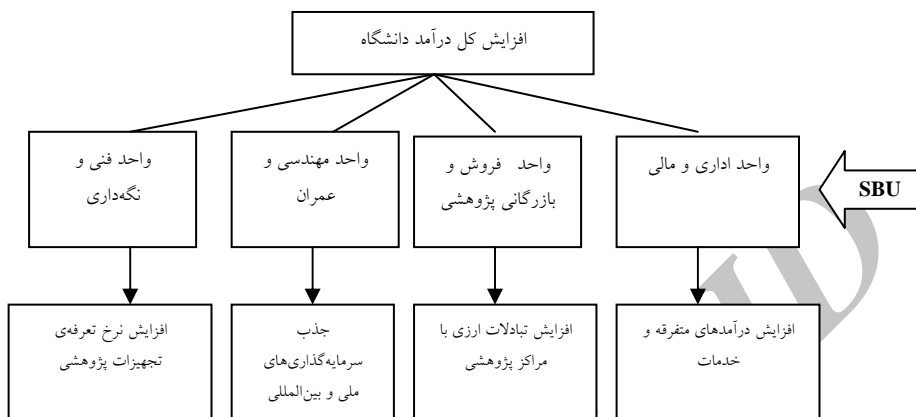 افزایش کل درآمد دانشگاه
واحد اداری و مالی
واحد فروش و
بازرگانی پژوهشی
واحد مهندسی و
عمران
واحد فنی و
نگه‌داری
SBU
افزایش درآمدهای متفرقه و
خدمات
افزایش تبادلات ارزی با
مراکز پژوهشی
جذب
سرمایه‌گذاری‌های
ملی و بین‌المللی
افزایش نرخ تعرفه‌ی
تجهیزات پژوهشی